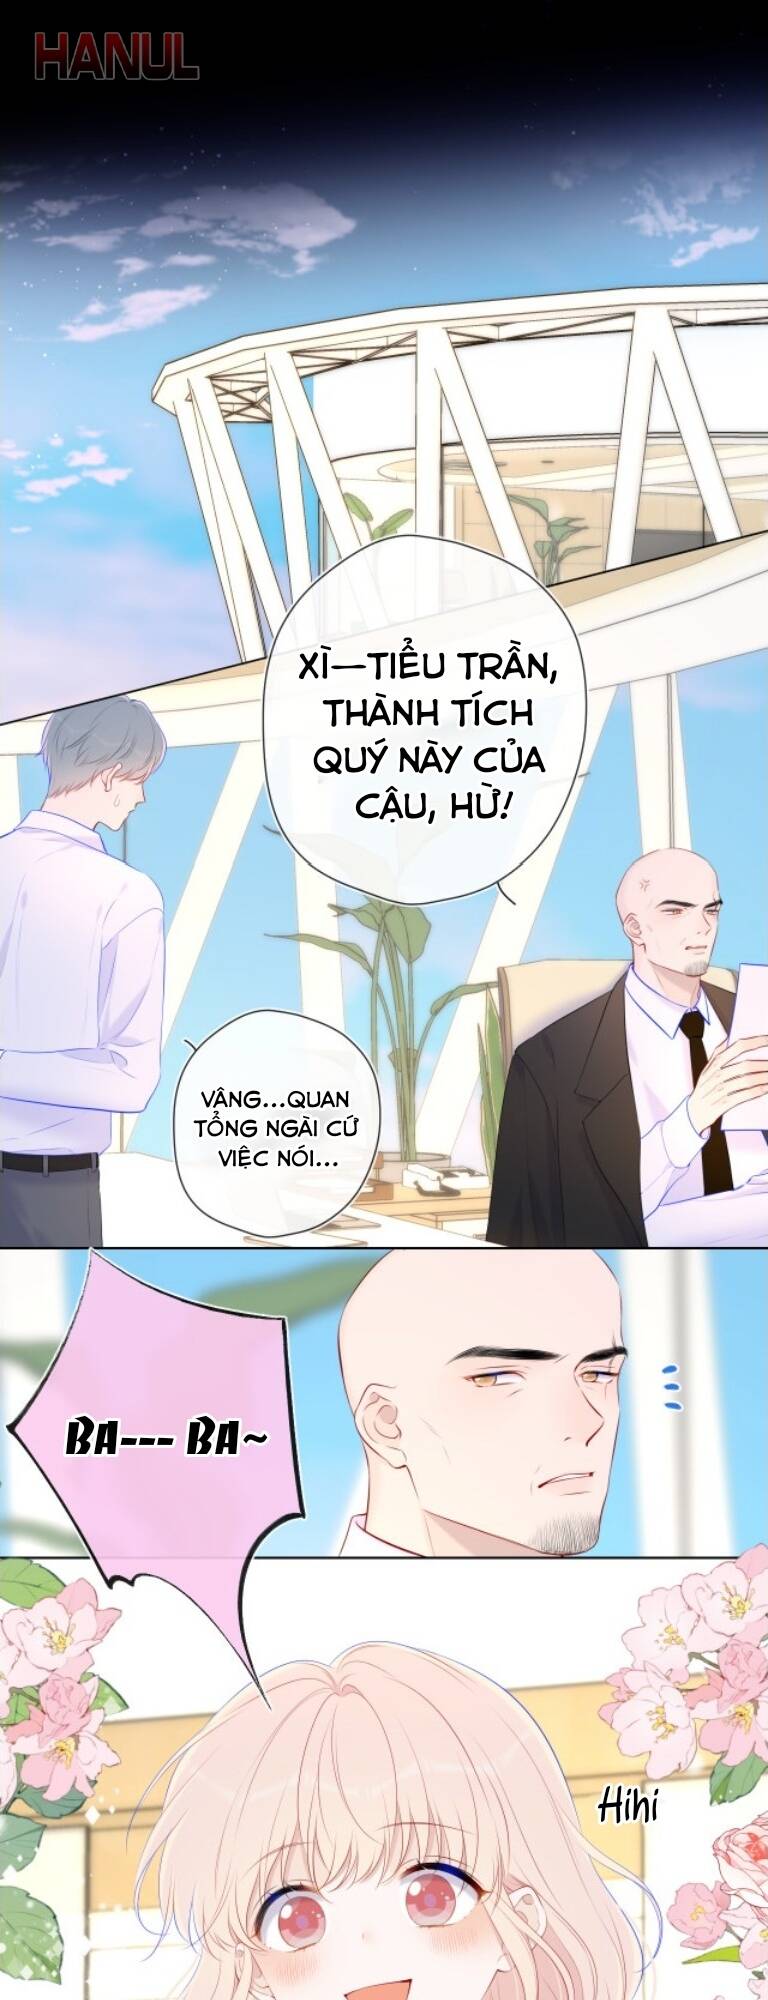 HANUL
XÌ—TIỂU TRẦN,
THÀNH TÍCH
QUÝ NÀY CỦA
CẬU, HỪ!
VÂNG...QUAN
TỔNG NGÀI CỨ
VIỆC NÓI...
BA--- BA~
Hihi